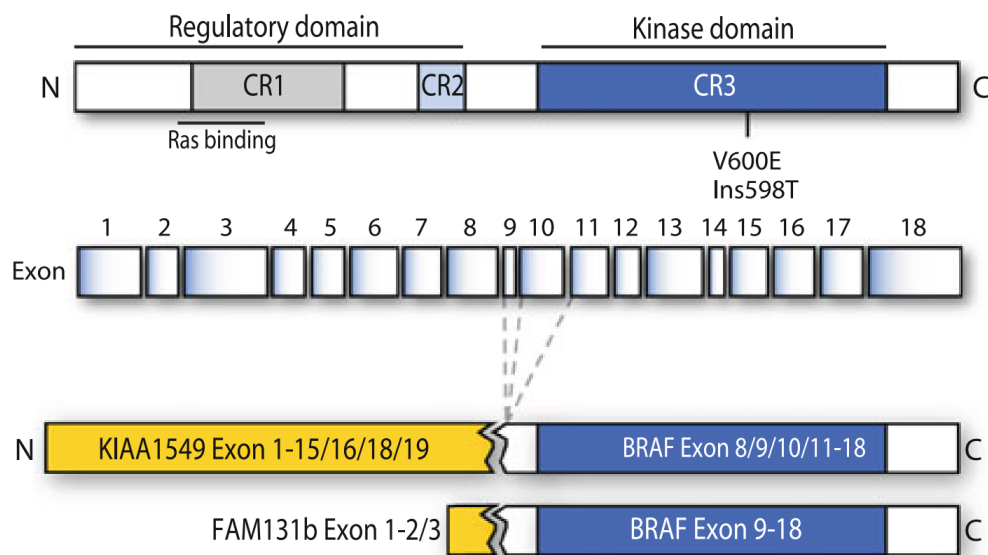 Regulatory domain Kinase domain
N CR1 CR2 CR3 C
Ras binding
V600E
Ins598T
1 2 3 4 5 6 7 8 9 10 11 12 13 14 15 16 17 18
Exon
N KIAA1549 Exon 1-15/16/18/19 BRAF Exon 8/9/10/11-18 C
FAM131b Exon 1-2/3 BRAF Exon 9-18 C